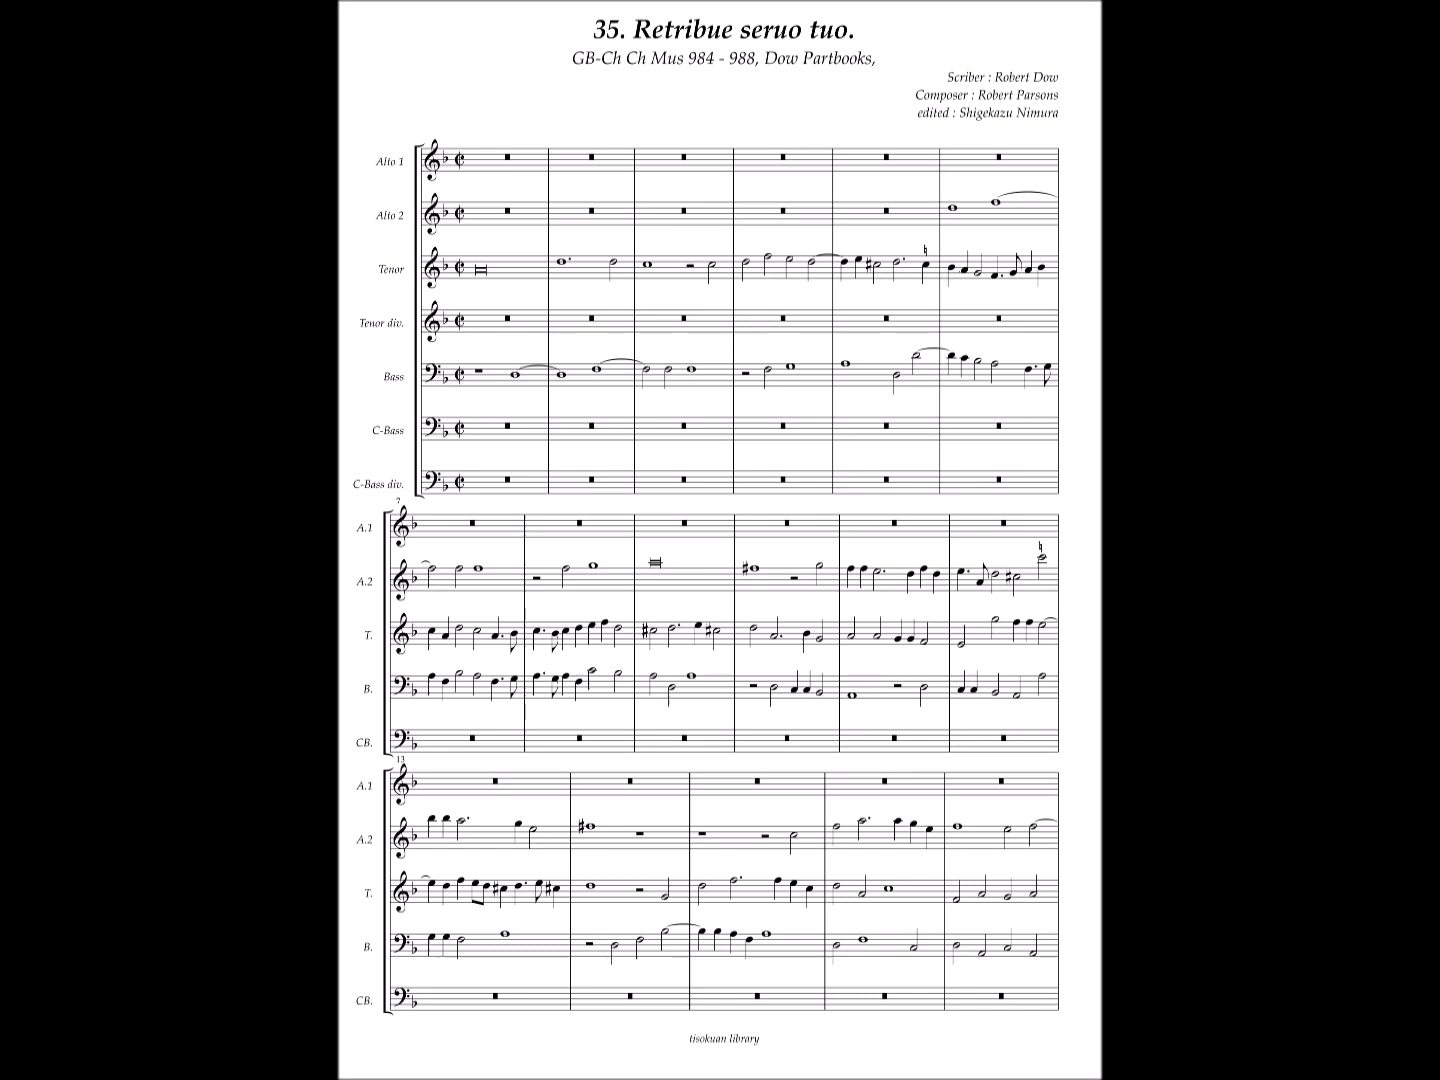 35. Retribue seruo tuo.
GB-Ch Ch Mus 984 - 988, Dow Partbooks,
Scriber : Robert Dow
Composer : Robert Parsons
edited : Shigekazu Nimura
Alto 1
Alto 2
Tenor
Tenor div.
Bass
C-Bass
C-Bass div.
7
A.1
A.2
T.
B.
CB.
13
A.1
A.2
T.
B.
CB.
tisokuan library